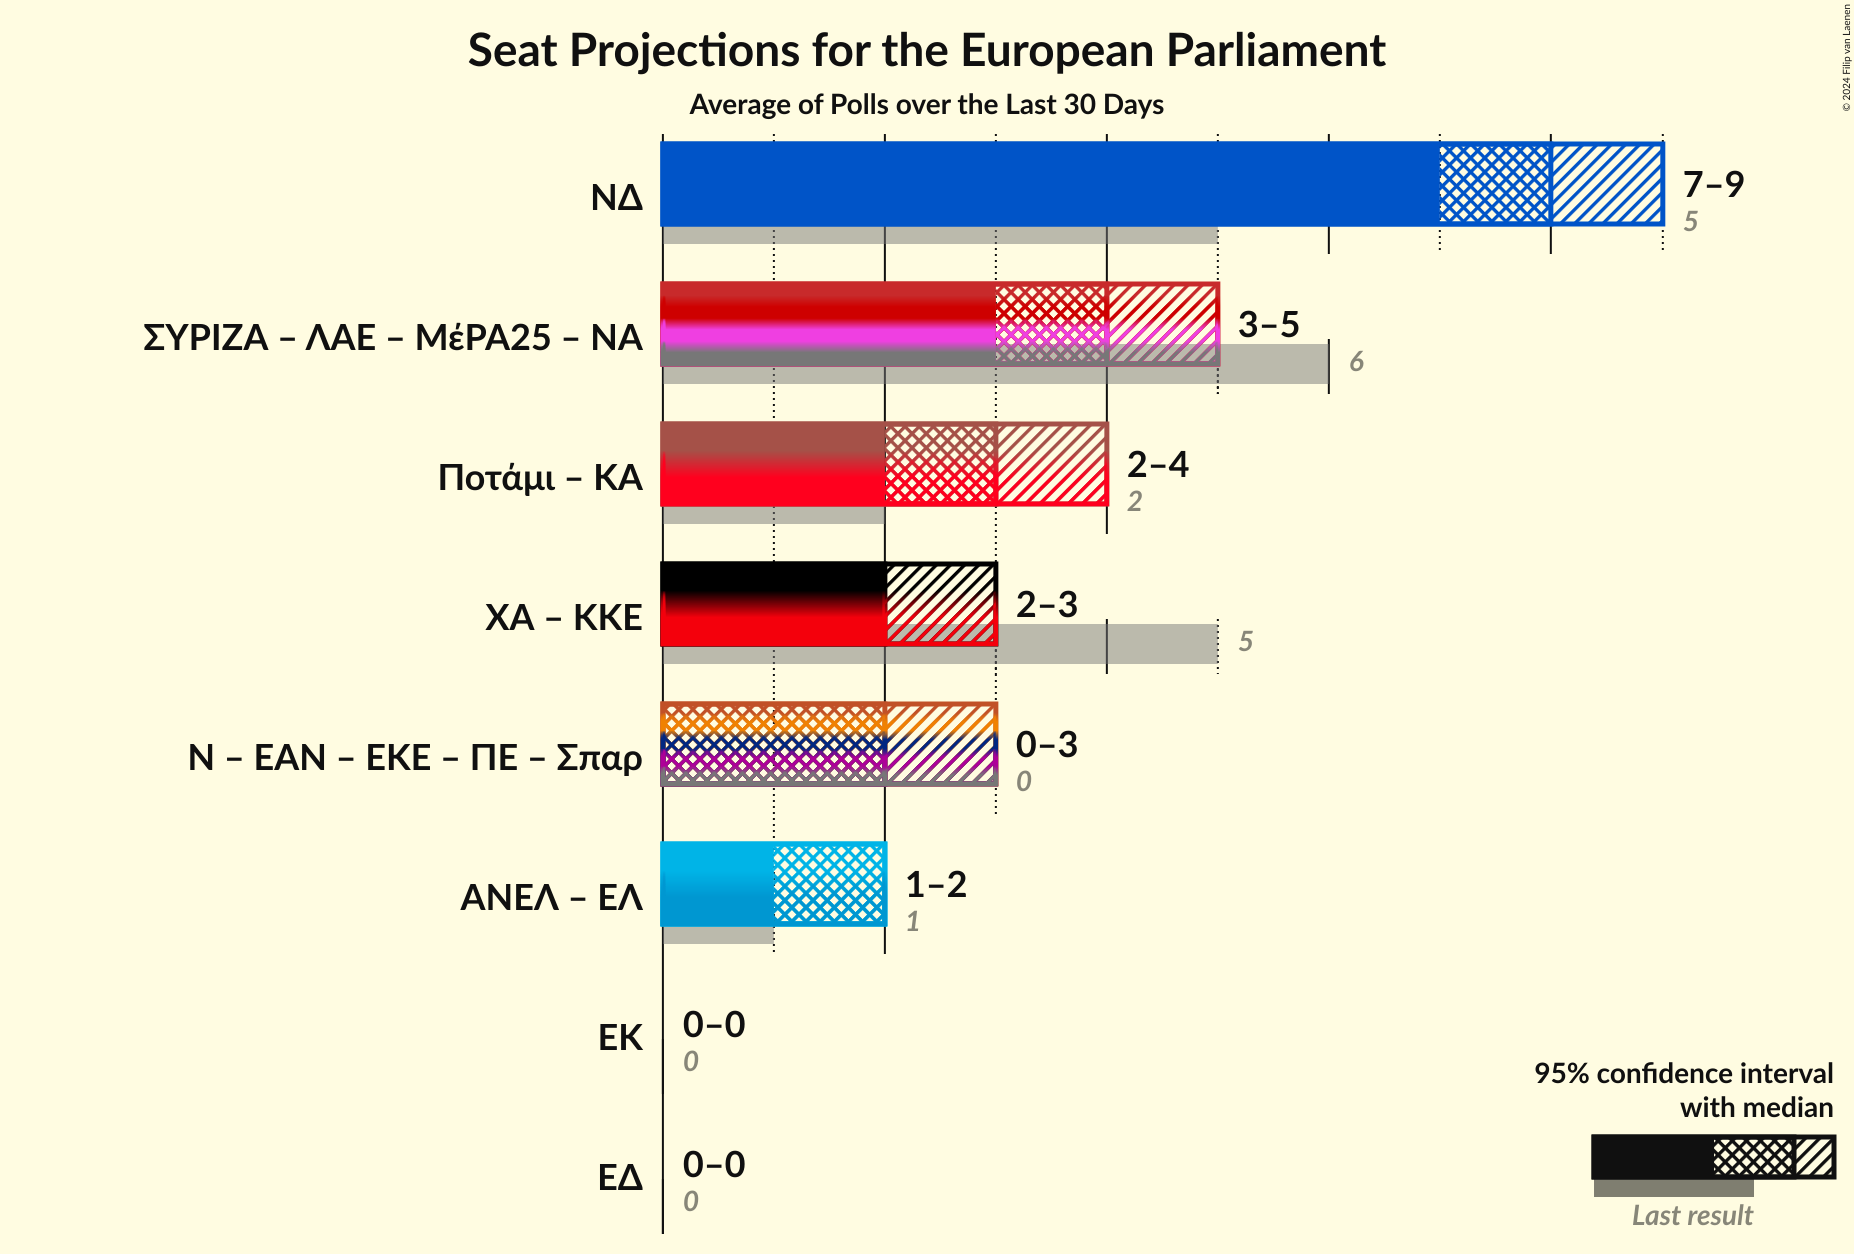 Seat Projections for the European Parliament
Average of Polls over the Last 30 Days
© 2024 Filip van Laenen
ΝΔ
7–9
5
ΣΥΡΙΖΑ – ΛΑΕ – ΜέΡΑ25 – ΝΑ
3–5
6
Ποτάμι – ΚΑ
2–4
2
ΧΑ – ΚΚΕ
2–3
5
Ν – ΕΑΝ – ΕΚΕ – ΠΕ – Σπαρ
0–3
0
ΑΝΕΛ – ΕΛ
1–2
1
ΕΚ
0–0
0
ΕΔ
0–0
0
95% confidence interval
with median
Last result